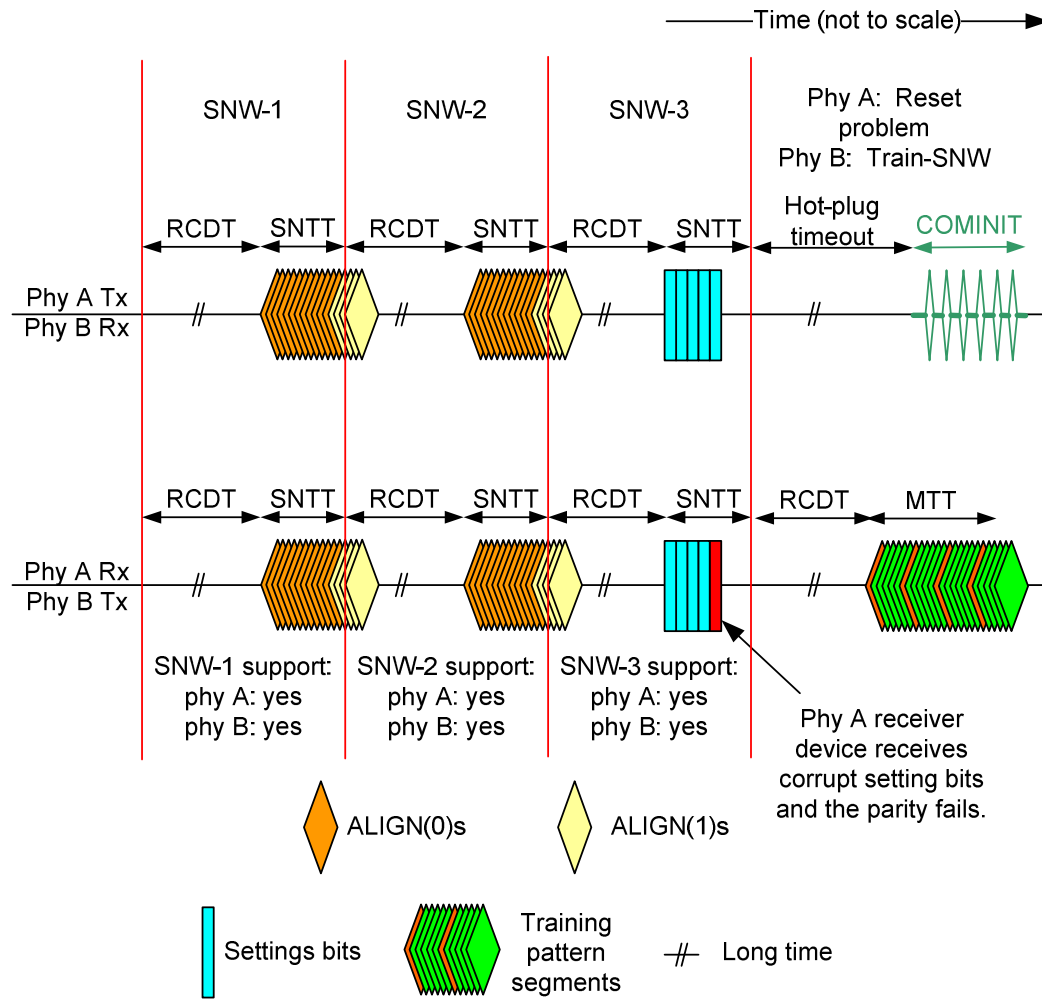 Time (not to scale)
SNW-1
SNW-2
SNW-3
Phy A: Reset
problem
Phy B: Train-SNW
RCDT
SNTT
RCDT
SNTT
RCDT
SNTT
Hot-plug
timeout
COMINIT
Phy A Tx
Phy B Rx
RCDT
SNTT
RCDT
SNTT
RCDT
SNTT
RCDT
MTT
Phy A Rx
Phy B Tx
SNW-1 support:
phy A: yes
phy B: yes
SNW-2 support:
phy A: yes
phy B: yes
SNW-3 support:
phy A: yes
phy B: yes
Phy A receiver
device receives
corrupt setting bits
and the parity fails.
ALIGN(0)s
ALIGN(1)s
Settings bits
Training
pattern
segments
Long time